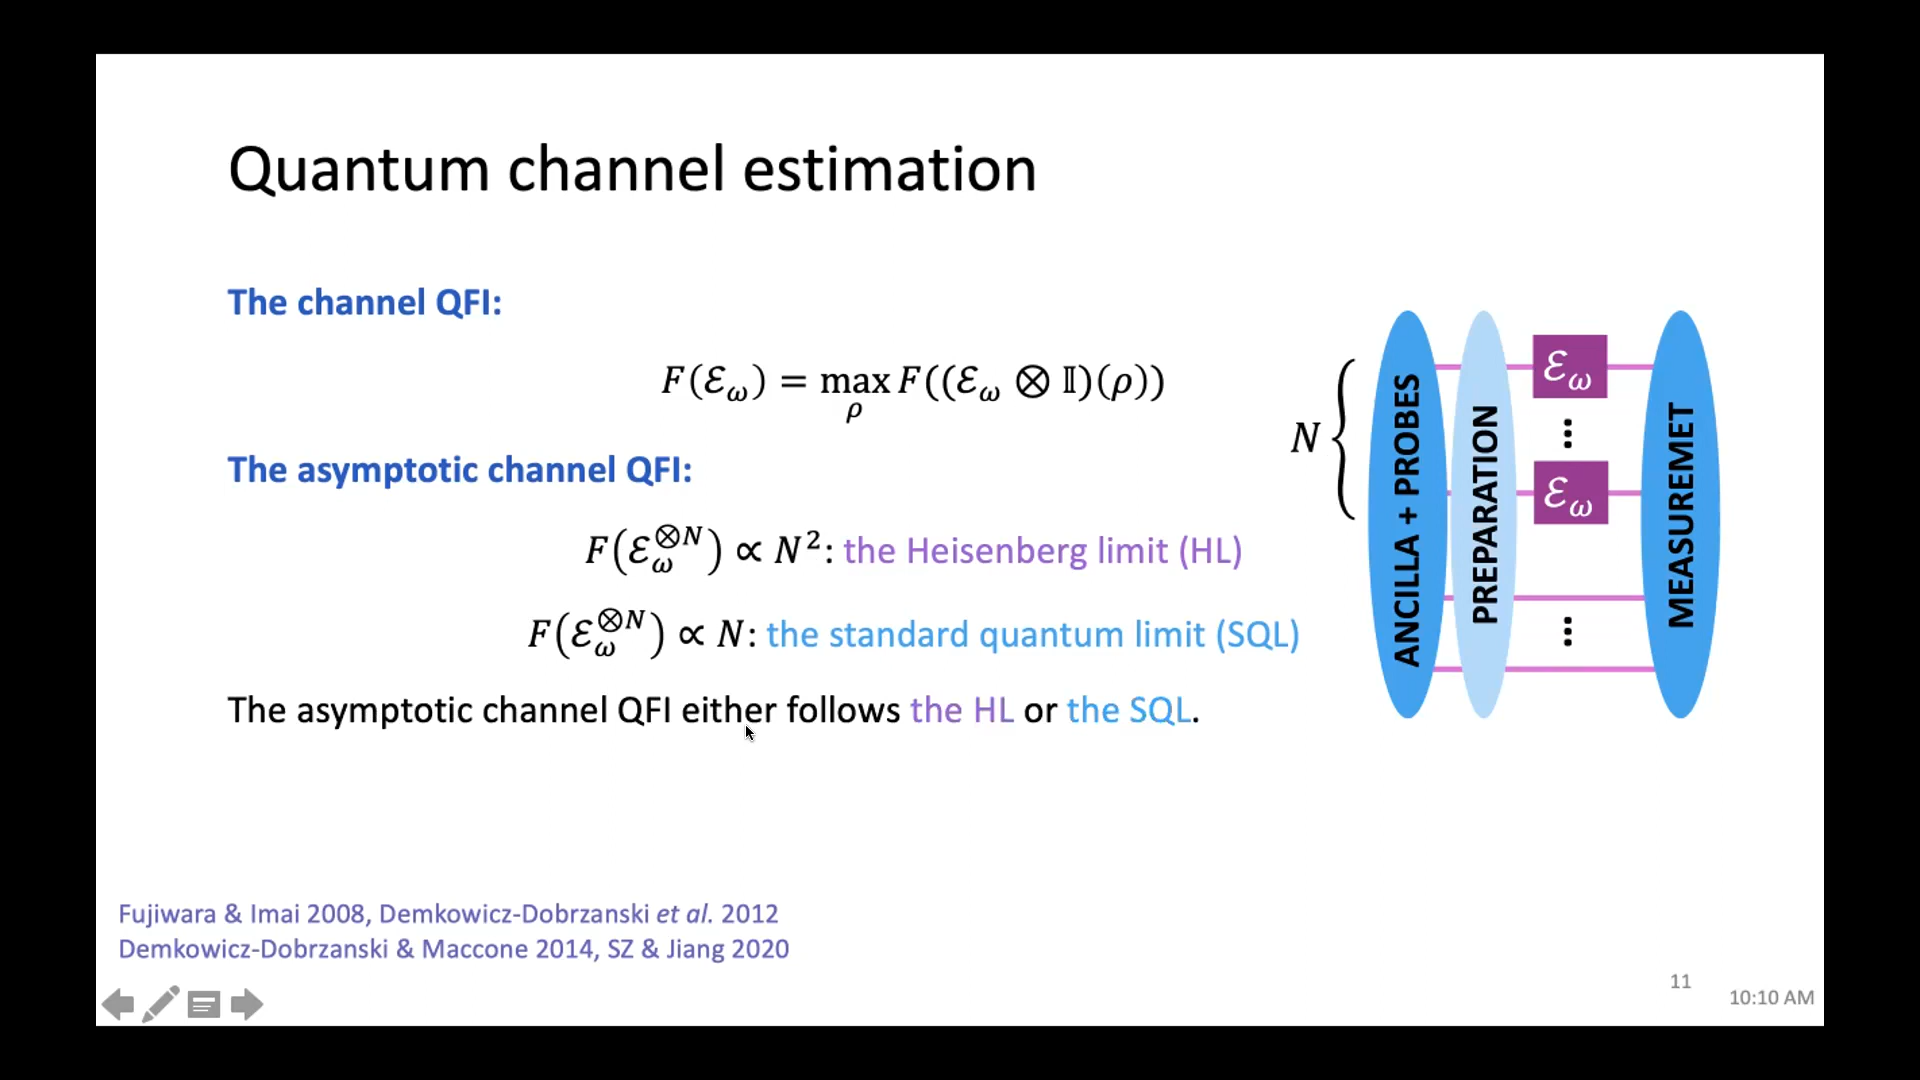 Quantum channel estimation
The channel QFI:
F(ℰ_ω) = max_ρ F((ℰ_ω ⊗ 𝕀)(ρ))
The asymptotic channel QFI:
F(ℰ_ω^{⊗N}) ∝ N²: the Heisenberg limit (HL)
F(ℰ_ω^{⊗N}) ∝ N: the standard quantum limit (SQL)
The asymptotic channel QFI either follows the HL or the SQL.
N {
ANCILLA + PROBES
PREPARATION
ℰ_ω
⋮
ℰ_ω
⋮
MEASUREMET
Fujiwara & Imai 2008, Demkowicz-Dobrzanski et al. 2012
Demkowicz-Dobrzanski & Maccone 2014, SZ & Jiang 2020
11
10:10 AM